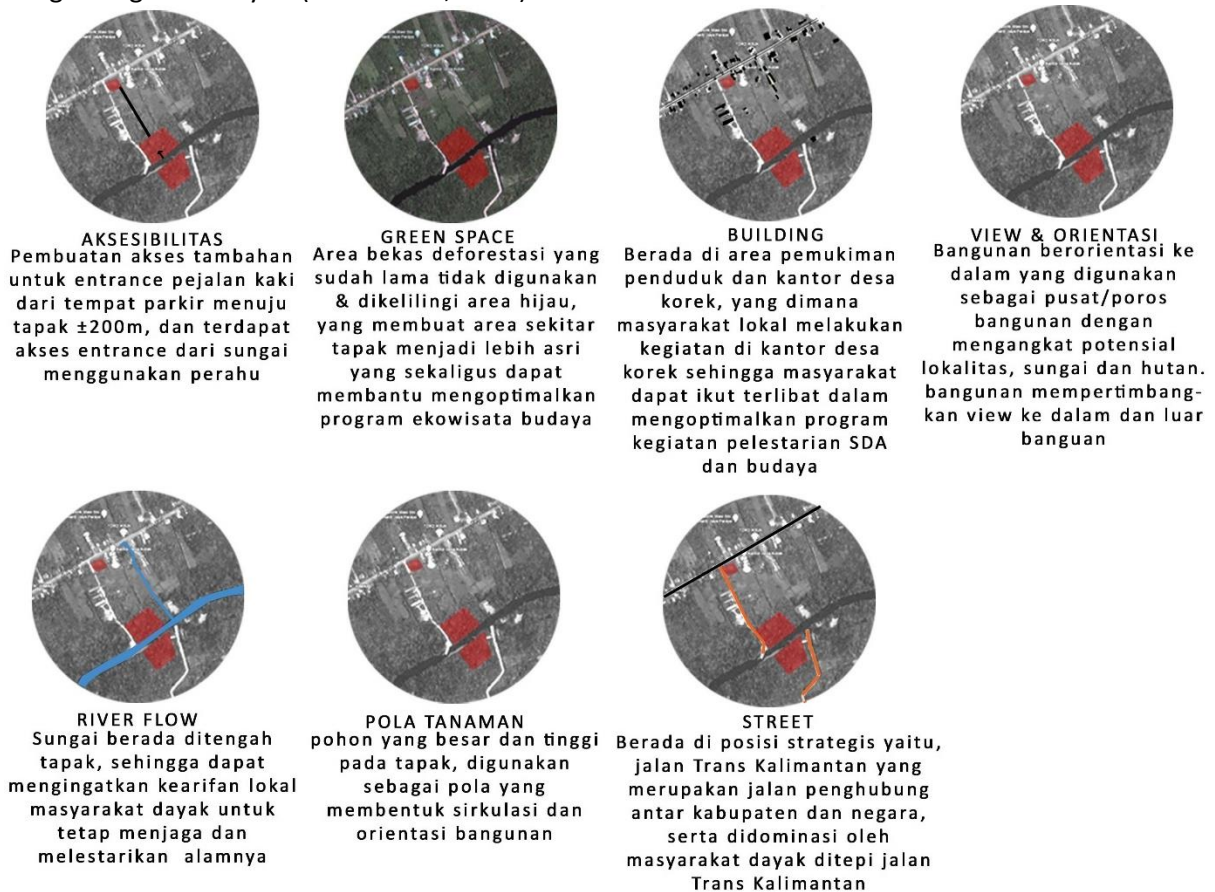 AKSESIBILITAS
Pembuatan akses tambahan
untuk entrance pejalan kaki
dari tempat parkir menuju
tapak ±200m, dan terdapat
akses entrance dari sungai
menggunakan perahu
GREEN SPACE
Area bekas deforestasi yang
sudah lama tidak digunakan
& dikelilingi area hijau,
yang membuat area sekitar
tapak menjadi lebih asri
yang sekaligus dapat
membantu mengoptimalkan
program ekowisata budaya
BUILDING
Berada di area pemukiman
penduduk dan kantor desa
korek, yang dimana
masyarakat lokal melakukan
kegiatan di kantor desa
korek sehingga masyarakat
dapat ikut terlibat dalam
mengoptimalkan program
kegiatan pelestarian SDA
dan budaya
VIEW & ORIENTASI
Bangunan berorientasi ke
dalam yang digunakan
sebagai pusat/poros
bangunan dengan
mengangkat potensial
lokalitas, sungai dan hutan.
bangunan mempertimbang-
kan view ke dalam dan luar
banguan
RIVER FLOW
Sungai berada ditengah
tapak, sehingga dapat
mengingatkan kearifan lokal
masyarakat dayak untuk
tetap menjaga dan
melestarikan alamnya
POLA TANAMAN
pohon yang besar dan tinggi
pada tapak, digunakan
sebagai pola yang
membentuk sirkulasi dan
orientasi bangunan
STREET
Berada di posisi strategis yaitu,
jalan Trans Kalimantan yang
merupakan jalan penghubung
antar kabupaten dan negara,
serta didominasi oleh
masyarakat dayak ditepi jalan
Trans Kalimantan